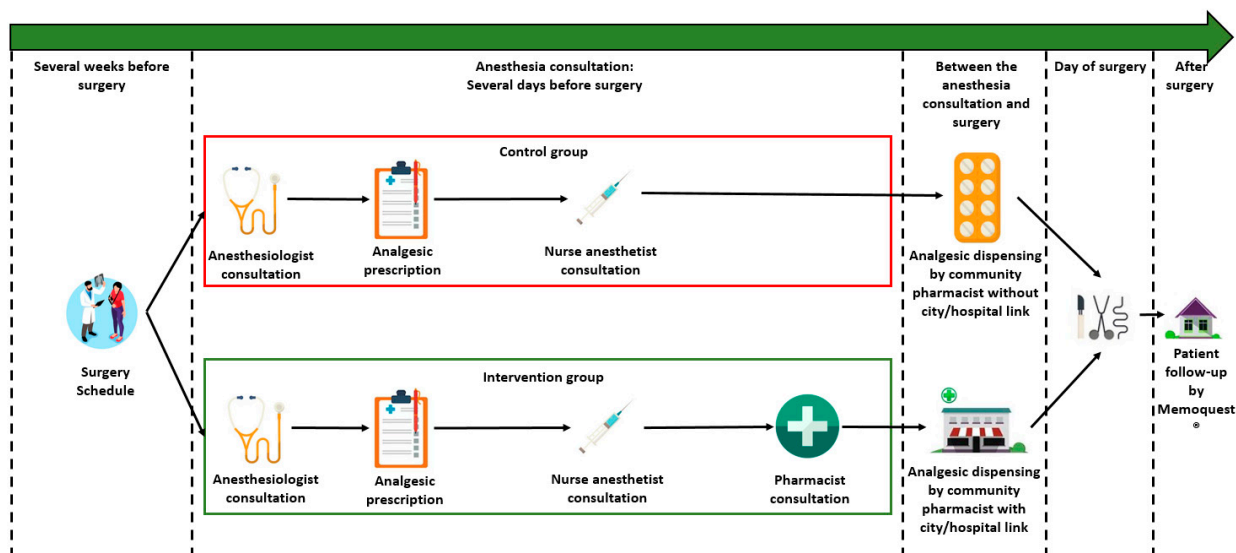 Several weeks before
surgery
Anesthesia consultation:
Several days before surgery
Between the
anesthesia
consultation and
surgery
Day of surgery
After
surgery
Control group
Anesthesiologist
consultation
Analgesic
prescription
Nurse anesthetist
consultation
Analgesic dispensing
by community
pharmacist without
city/hospital link
Surgery
Schedule
Patient
follow-up
by
Memoquest
®
Intervention group
Anesthesiologist
consultation
Analgesic
prescription
Nurse anesthetist
consultation
Pharmacist
consultation
Analgesic dispensing
by community
pharmacist with
city/hospital link